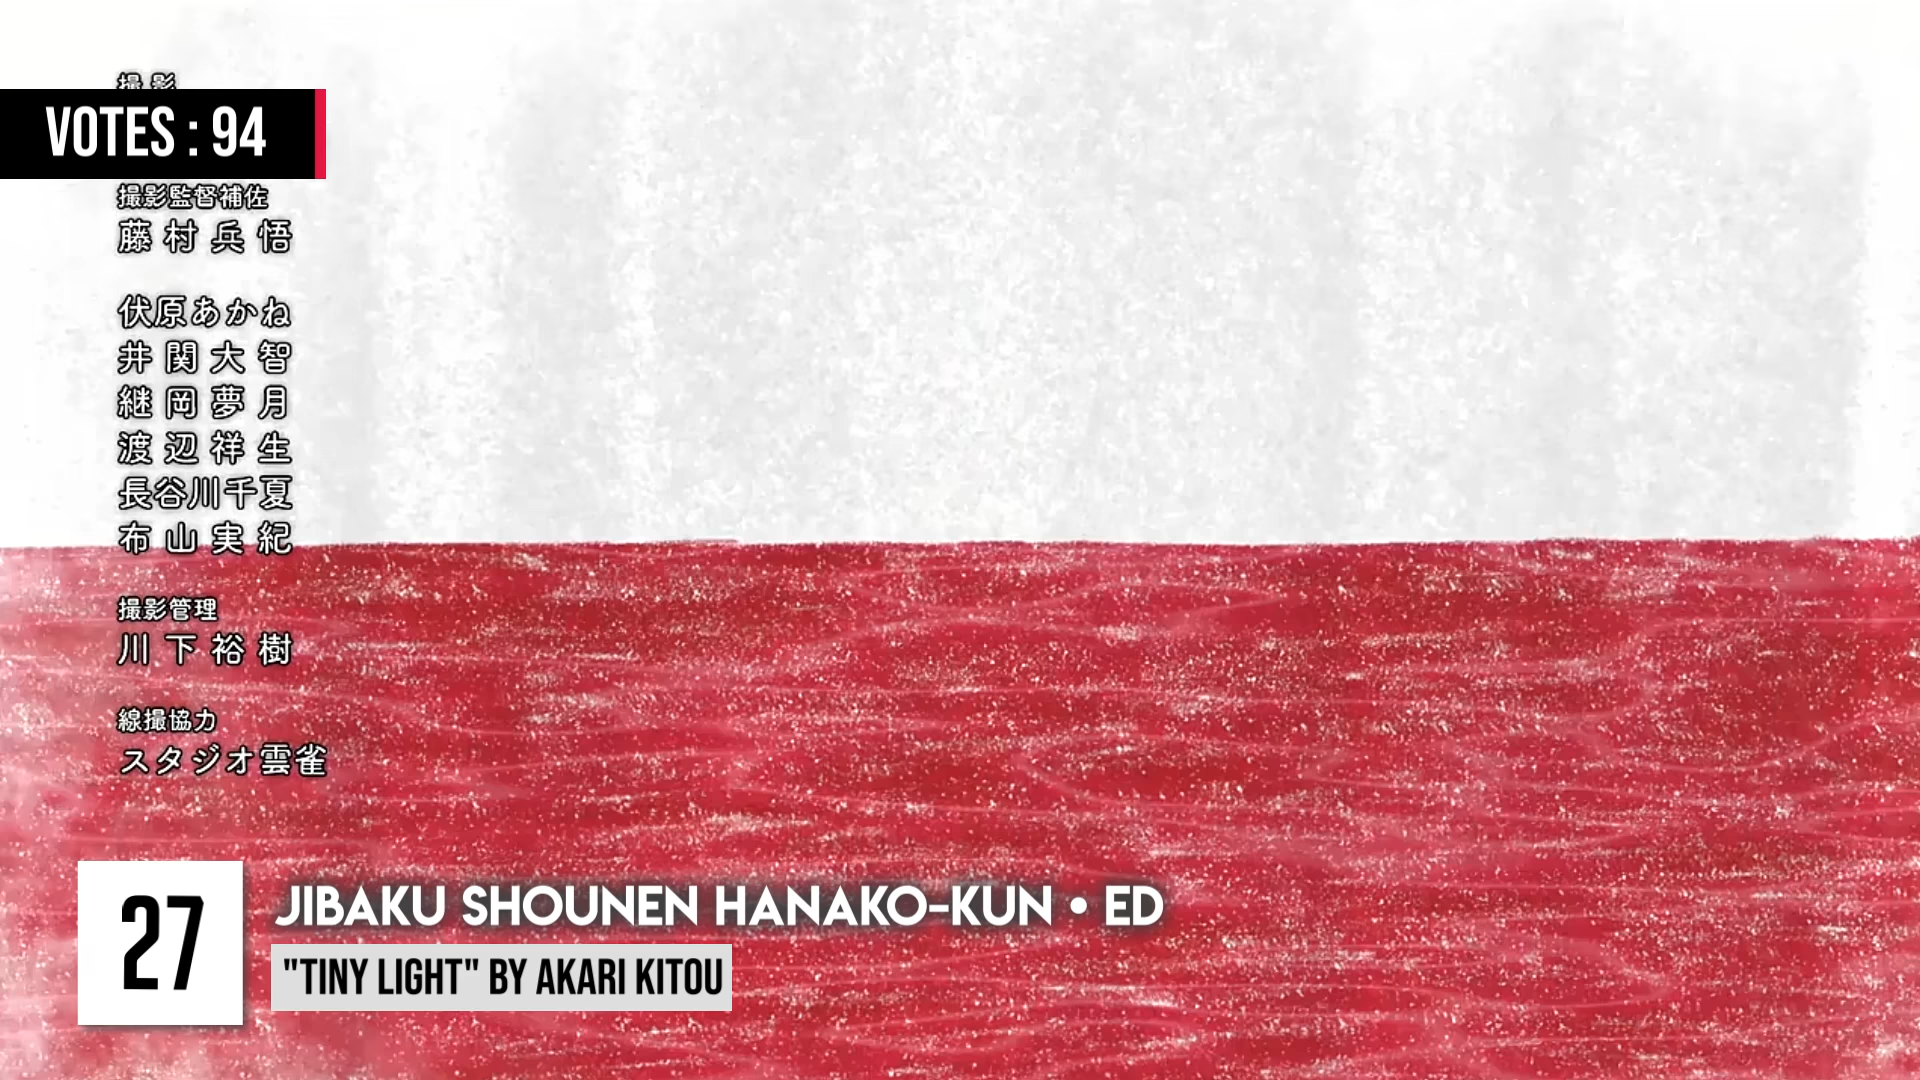 撮影
VOTES : 94
撮影監督補佐
藤村兵悟
伏原あかね
井関大智
継岡夢月
渡辺祥生
長谷川千夏
布山実紀
撮影管理
川下裕樹
線撮協力
スタジオ雲雀
27
JIBAKU SHOUNEN HANAKO-KUN • ED
"TINY LIGHT" BY AKARI KITOU